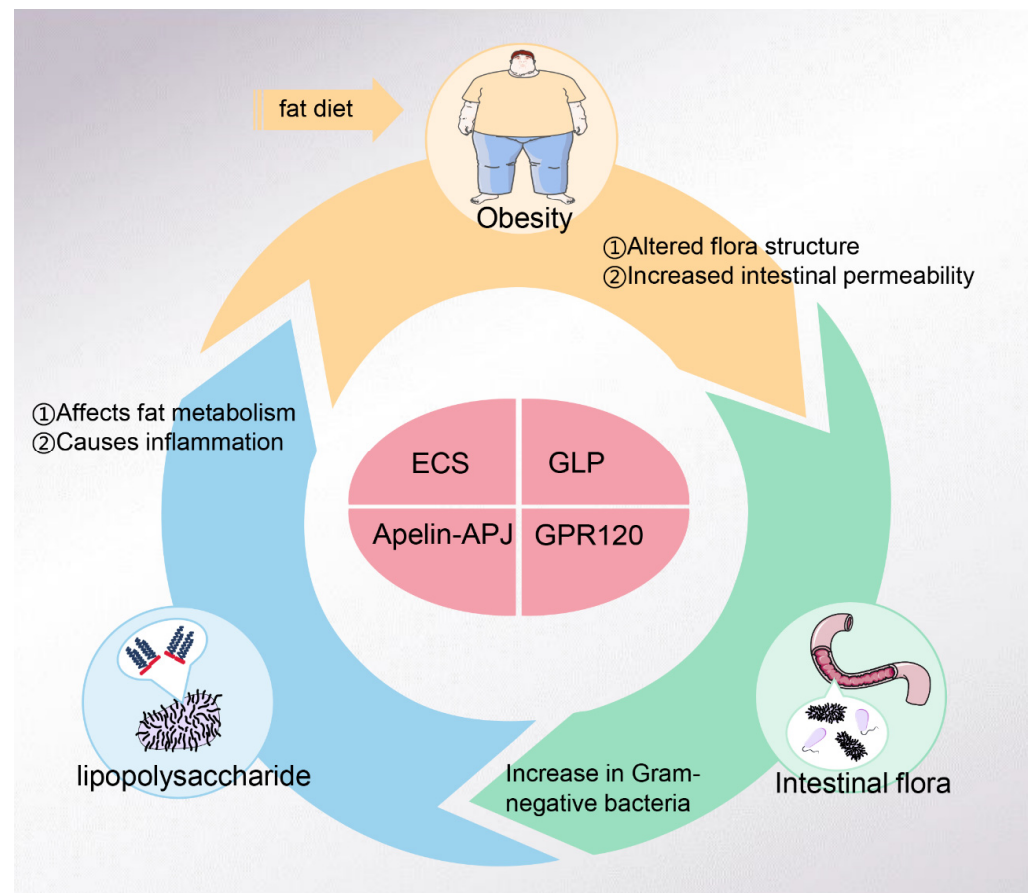 fat diet
Obesity
①Altered flora structure
②Increased intestinal permeability
①Affects fat metabolism
②Causes inflammation
ECS
GLP
Apelin-APJ
GPR120
lipopolysaccharide
Increase in Gram-
negative bacteria
Intestinal flora